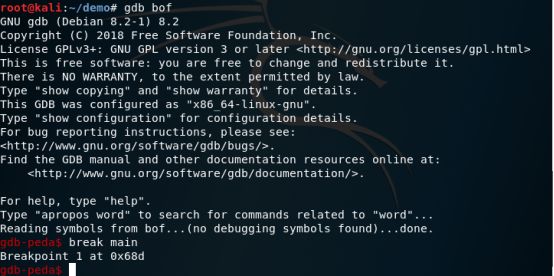 root@kali:~/demo# gdb bof
GNU gdb (Debian 8.2-1) 8.2
Copyright (C) 2018 Free Software Foundation, Inc.
License GPLv3+: GNU GPL version 3 or later <http://gnu.org/licenses/gpl.html>
This is free software: you are free to change and redistribute it.
There is NO WARRANTY, to the extent permitted by law.
Type "show copying" and "show warranty" for details.
This GDB was configured as "x86_64-linux-gnu".
Type "show configuration" for configuration details.
For bug reporting instructions, please see:
<http://www.gnu.org/software/gdb/bugs/>.
Find the GDB manual and other documentation resources online at:
    <http://www.gnu.org/software/gdb/documentation/>.
For help, type "help".
Type "apropos word" to search for commands related to "word"...
Reading symbols from bof...(no debugging symbols found)...done.
gdb-peda$ break main
Breakpoint 1 at 0x68d
gdb-peda$